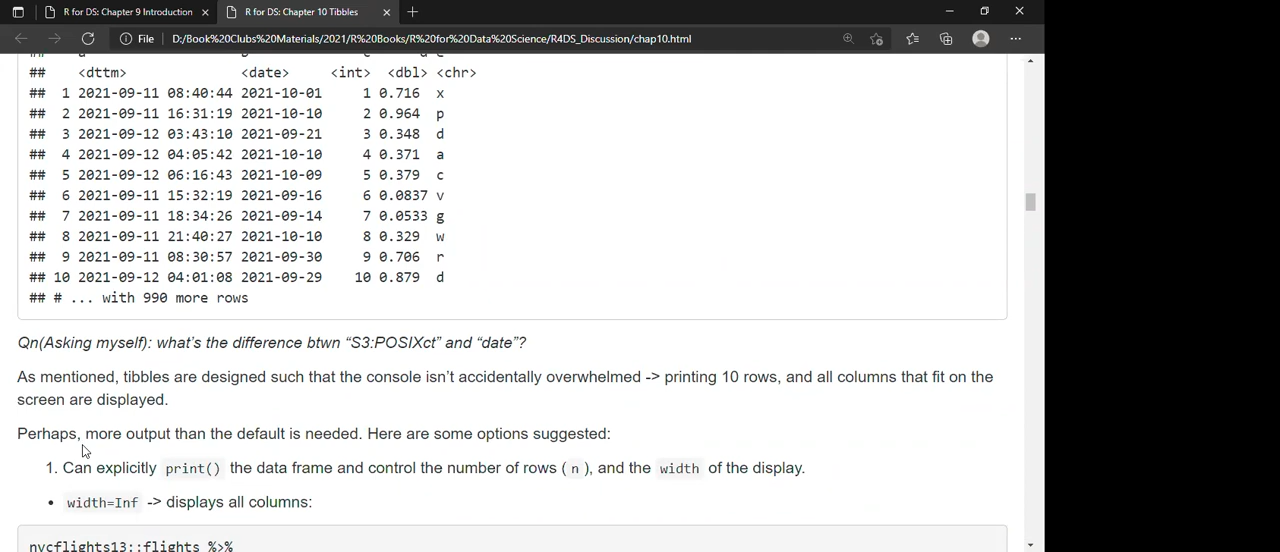 R for DS: Chapter 9 Introduction
R for DS: Chapter 10 Tibbles
File D:/Book%20Clubs%20Materials/2021/R%20Books/R%20for%20Data%20Science/R4DS_Discussion/chap10.html
## <dttm> <date> <int> <dbl> <chr>
## 1 2021-09-11 08:40:44 2021-10-01 1 0.716 x
## 2 2021-09-11 16:31:19 2021-10-10 2 0.964 p
## 3 2021-09-12 03:43:10 2021-09-21 3 0.348 d
## 4 2021-09-12 04:05:42 2021-10-10 4 0.371 a
## 5 2021-09-12 06:16:43 2021-10-09 5 0.379 c
## 6 2021-09-11 15:32:19 2021-09-16 6 0.0837 v
## 7 2021-09-11 18:34:26 2021-09-14 7 0.0533 g
## 8 2021-09-11 21:40:27 2021-10-10 8 0.329 w
## 9 2021-09-11 08:30:57 2021-09-30 9 0.706 r
## 10 2021-09-12 04:01:08 2021-09-29 10 0.879 d
## # ... with 990 more rows
Qn(Asking myself): what's the difference btwn “S3:POSIXct” and “date”?
As mentioned, tibbles are designed such that the console isn't accidentally overwhelmed -> printing 10 rows, and all columns that fit on the
screen are displayed.
Perhaps, more output than the default is needed. Here are some options suggested:
1. Can explicitly print() the data frame and control the number of rows ( n ), and the width of the display.
• width=Inf -> displays all columns:
nycflights13::flights %>%